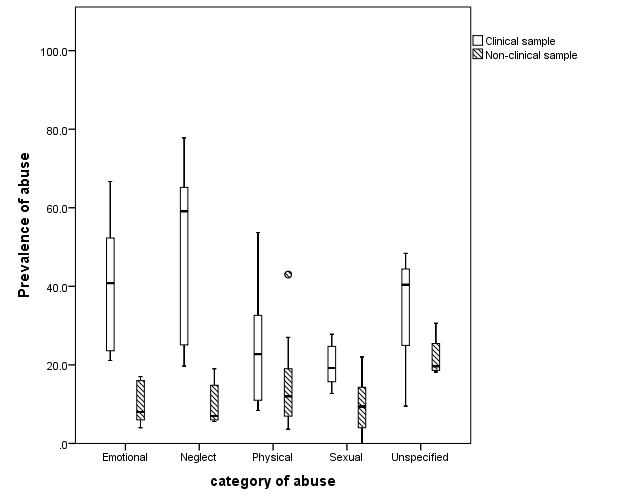 Clinical sample
Non-clinical sample
Prevalence of abuse
100.0
80.0
60.0
40.0
20.0
.0
Emotional Neglect Physical Sexual Unspecified
category of abuse